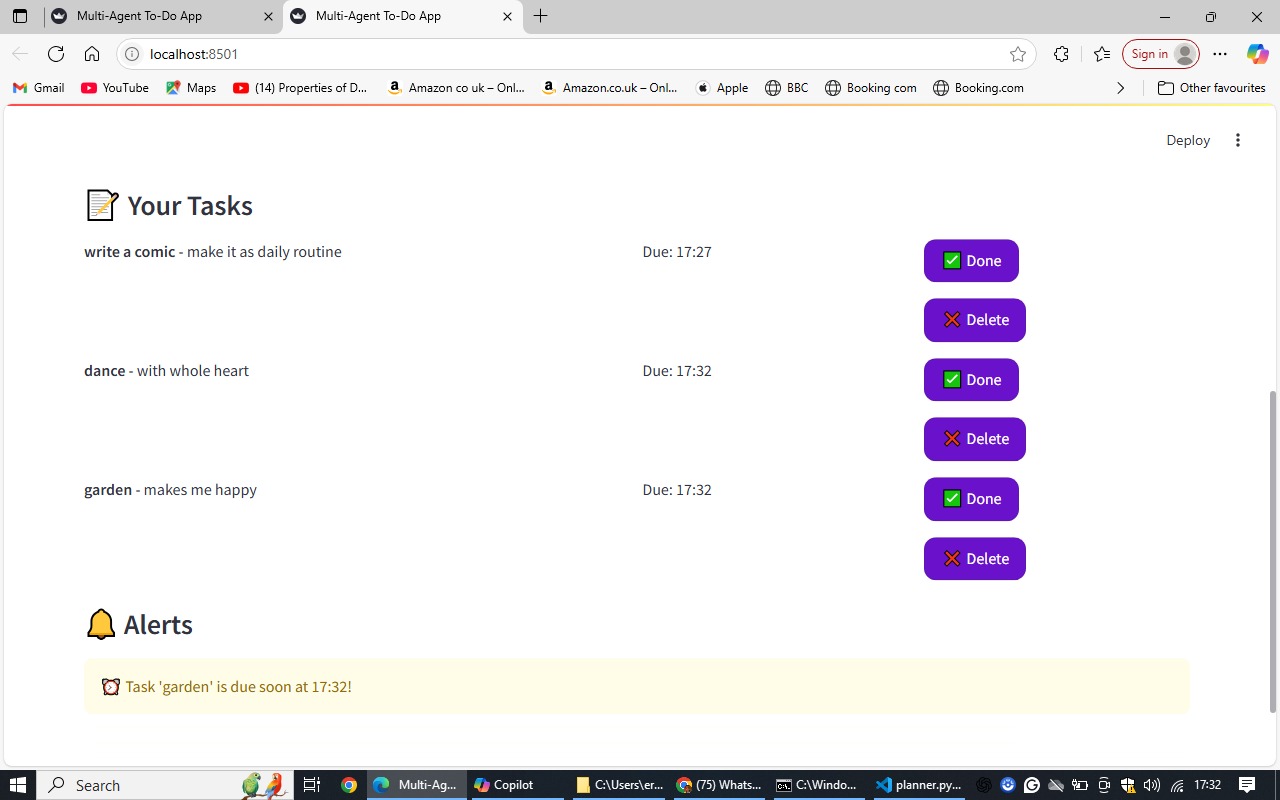 Multi-Agent To-Do App
Multi-Agent To-Do App
localhost:8501
Sign in
Gmail
YouTube
Maps
(14) Properties of D...
Amazon co uk – Onl...
Amazon.co.uk – Onl...
Apple
BBC
Booking com
Booking.com
Other favourites
Deploy
Your Tasks
write a comic - make it as daily routine
Due: 17:27
Done
Delete
dance - with whole heart
Due: 17:32
Done
Delete
garden - makes me happy
Due: 17:32
Done
Delete
Alerts
Task 'garden' is due soon at 17:32!
Search
Multi-Ag...
Copilot
C:\Users\er...
(75) Whats...
C:\Windo...
planner.py...
17:32